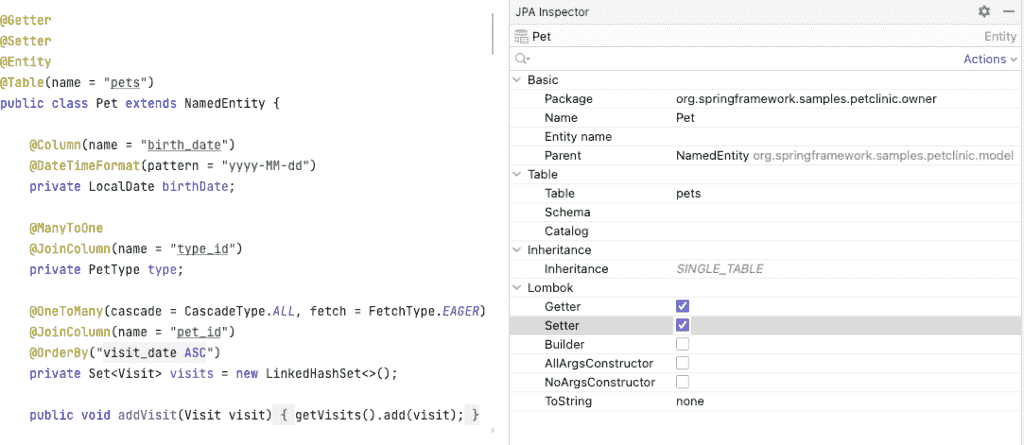 @Getter
@Setter
@Entity
@Table(name = "pets")
public class Pet extends NamedEntity {
@Column(name = "birth_date")
@DateTimeFormat(pattern = "yyyy-MM-dd")
private LocalDate birthDate;
@ManyToOne
@JoinColumn(name = "type_id")
private PetType type;
@OneToMany(cascade = CascadeType.ALL, fetch = FetchType.EAGER)
@JoinColumn(name = "pet_id")
@OrderBy("visit_date ASC")
private Set<Visit> visits = new LinkedHashSet<>();
public void addVisit(Visit visit) { getVisits().add(visit); }
JPA Inspector
Pet Entity
Actions
Basic
Package org.springframework.samples.petclinic.owner
Name Pet
Entity name
Parent NamedEntity org.springframework.samples.petclinic.model
Table
Table pets
Schema
Catalog
Inheritance
Inheritance SINGLE_TABLE
Lombok
Getter
Setter
Builder
AllArgsConstructor
NoArgsConstructor
ToString none